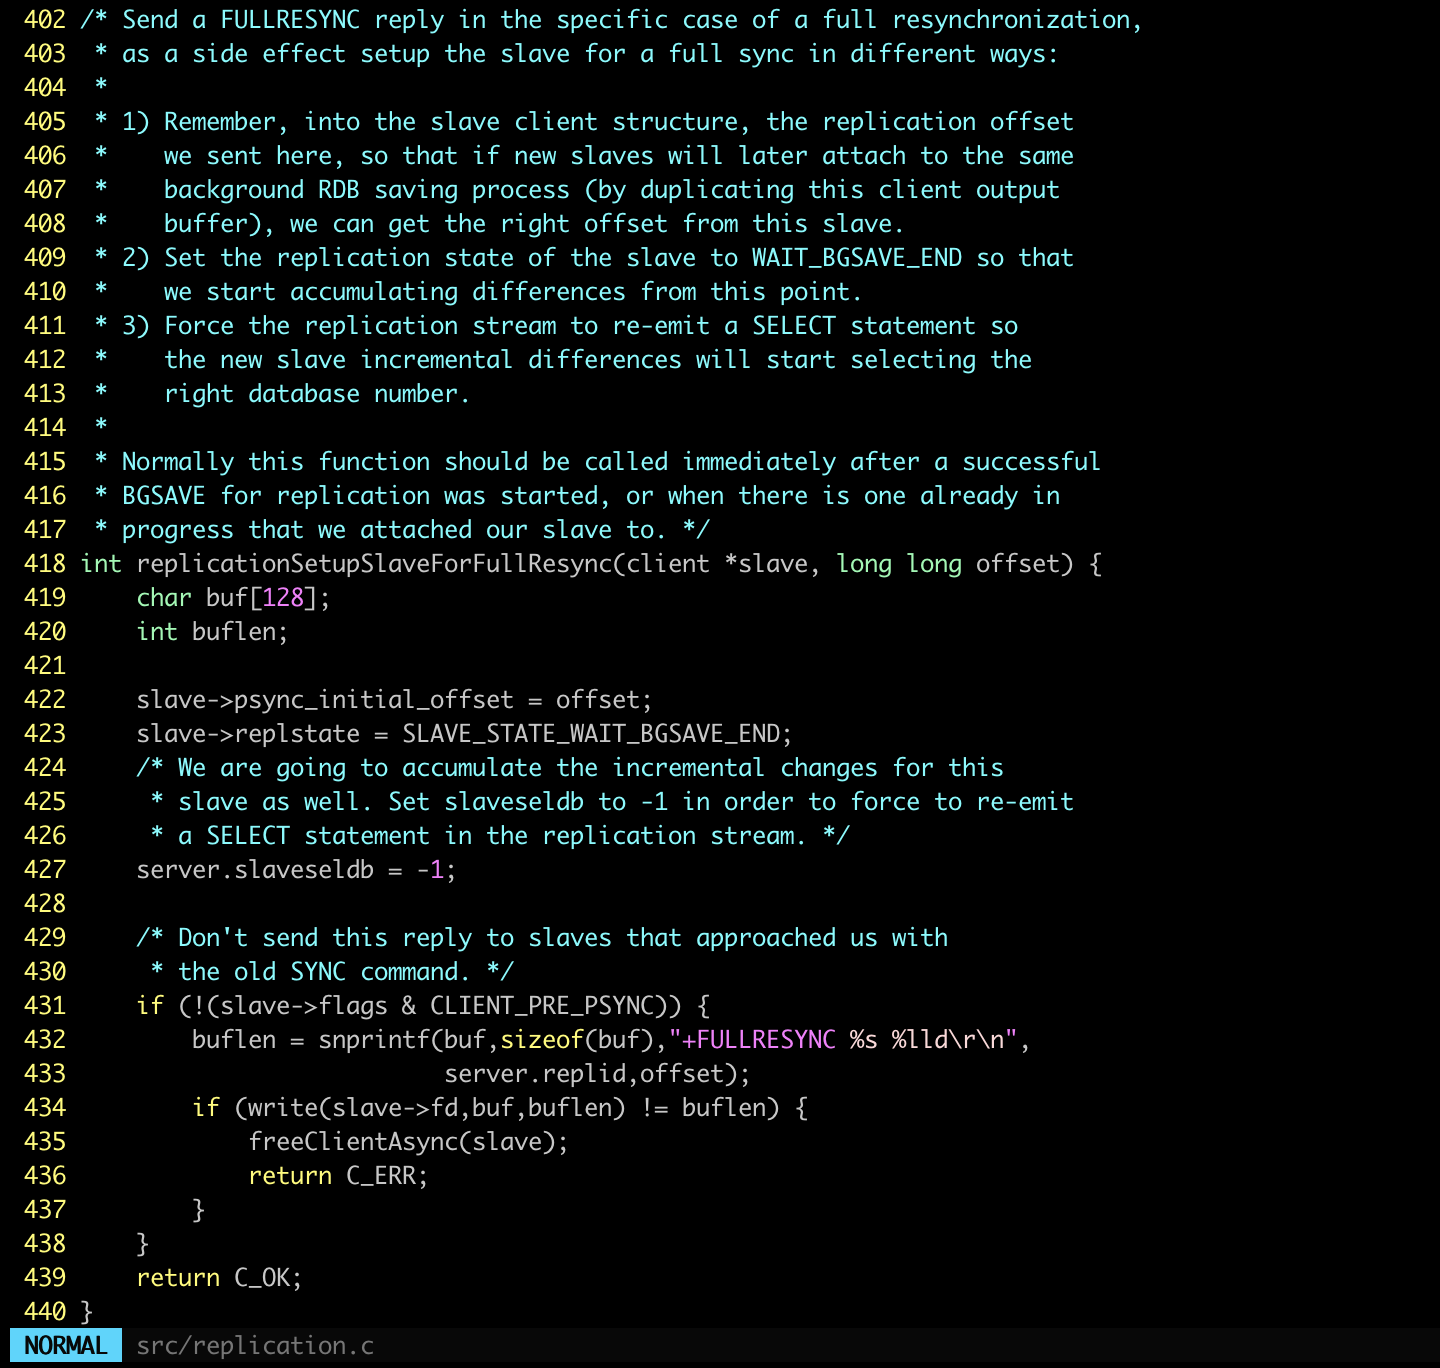 402 /* Send a FULLRESYNC reply in the specific case of a full resynchronization,
403  * as a side effect setup the slave for a full sync in different ways:
404  *
405  * 1) Remember, into the slave client structure, the replication offset
406  *    we sent here, so that if new slaves will later attach to the same
407  *    background RDB saving process (by duplicating this client output
408  *    buffer), we can get the right offset from this slave.
409  * 2) Set the replication state of the slave to WAIT_BGSAVE_END so that
410  *    we start accumulating differences from this point.
411  * 3) Force the replication stream to re-emit a SELECT statement so
412  *    the new slave incremental differences will start selecting the
413  *    right database number.
414  *
415  * Normally this function should be called immediately after a successful
416  * BGSAVE for replication was started, or when there is one already in
417  * progress that we attached our slave to. */
418 int replicationSetupSlaveForFullResync(client *slave, long long offset) {
419     char buf[128];
420     int buflen;
421
422     slave->psync_initial_offset = offset;
423     slave->replstate = SLAVE_STATE_WAIT_BGSAVE_END;
424     /* We are going to accumulate the incremental changes for this
425      * slave as well. Set slaveseldb to -1 in order to force to re-emit
426      * a SELECT statement in the replication stream. */
427     server.slaveseldb = -1;
428
429     /* Don't send this reply to slaves that approached us with
430      * the old SYNC command. */
431     if (!(slave->flags & CLIENT_PRE_PSYNC)) {
432         buflen = snprintf(buf,sizeof(buf),"+FULLRESYNC %s %lld\r\n",
433                           server.replid,offset);
434         if (write(slave->fd,buf,buflen) != buflen) {
435             freeClientAsync(slave);
436             return C_ERR;
437         }
438     }
439     return C_OK;
440 }
NORMAL src/replication.c